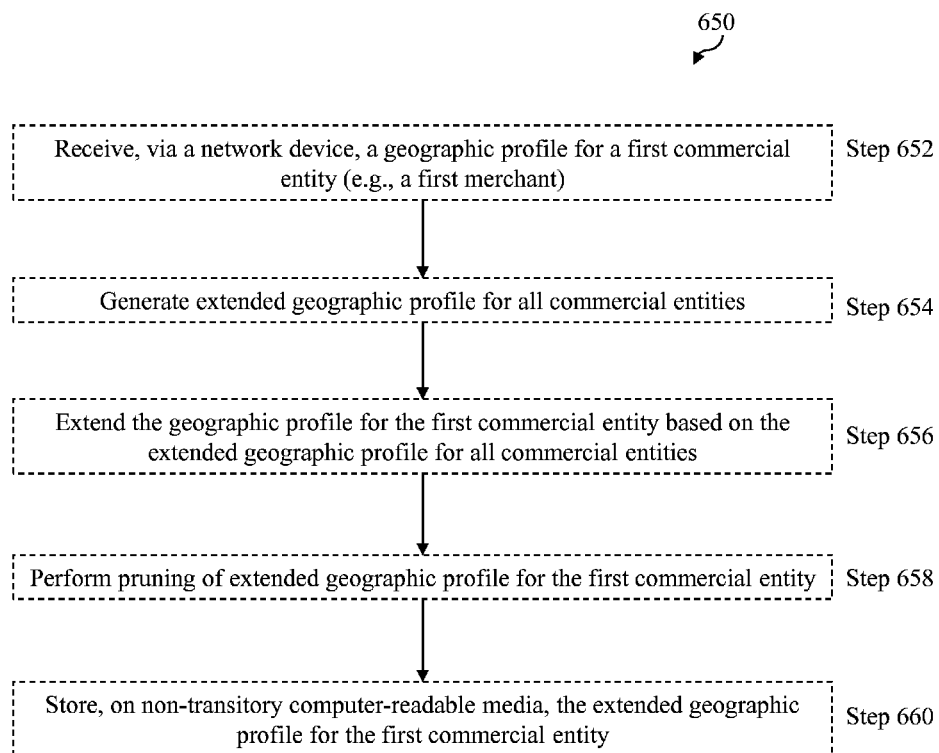 650
Receive, via a network device, a geographic profile for a first commercial
entity (e.g., a first merchant)
Step 652
Generate extended geographic profile for all commercial entities
Step 654
Extend the geographic profile for the first commercial entity based on the
extended geographic profile for all commercial entities
Step 656
Perform pruning of extended geographic profile for the first commercial entity
Step 658
Store, on non-transitory computer-readable media, the extended geographic
profile for the first commercial entity
Step 660